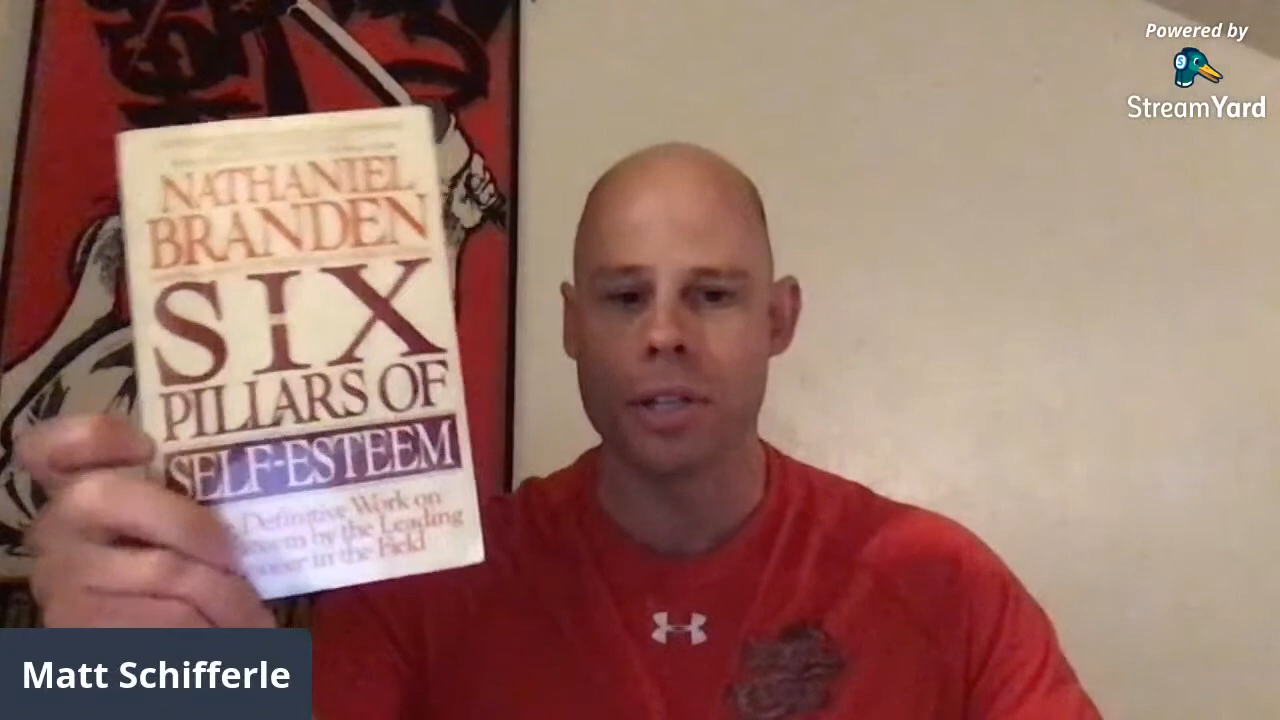 Powered by
StreamYard
NATHANIEL
BRANDEN
SIX
PILLARS OF
SELF-ESTEEM
Definitive Work on
by the Leading
in the Field
Matt Schifferle